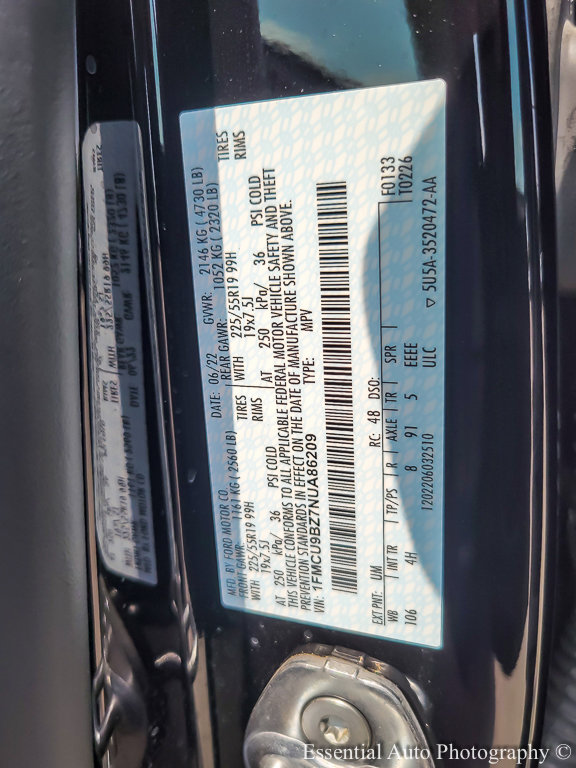 MFD. BY FORD MOTOR CO.
DATE: 06/22 GVWR: 2146 KG ( 4730 LB)
FRONT GAWR: 1161 KG ( 2560 LB) REAR GAWR: 1052 KG ( 2320 LB)
WITH 225/55R19 99H TIRES WITH 225/55R19 99H TIRES
19x7.5J RIMS 19x7.5J RIMS
AT 250 kPa/ 36 PSI COLD AT 250 kPa/ 36 PSI COLD
THIS VEHICLE CONFORMS TO ALL APPLICABLE FEDERAL MOTOR VEHICLE SAFETY AND THEFT
PREVENTION STANDARDS IN EFFECT ON THE DATE OF MANUFACTURE SHOWN ABOVE.
VIN: 1FMCU9BZ7NUA86209 TYPE: MPV
F0133
EXT PNT: UM RC: 48 DSO: T0226
WB INT TR TP/PS R AXLE TR SPR
106 4H 8 91 5 EEEE
1202206032510 ULC ▽ 5U5A-3520472-AA
Essential Auto Photography ©